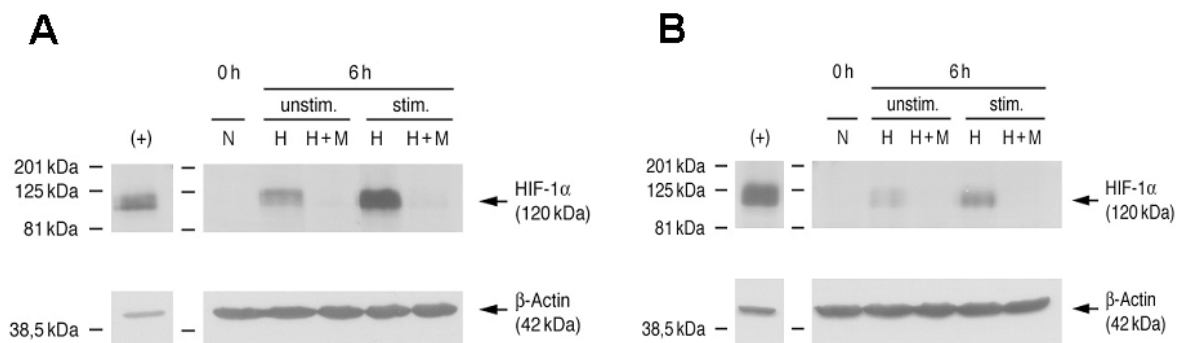 A
0 h
6 h
unstim.
stim.
(+)
N
H
H + M
H
H + M
201 kDa
125 kDa
81 kDa
HIF-1α
(120 kDa)
38,5 kDa
β-Actin
(42 kDa)
B
0 h
6 h
unstim.
stim.
(+)
N
H
H + M
H
H + M
201 kDa
125 kDa
81 kDa
HIF-1α
(120 kDa)
38,5 kDa
β-Actin
(42 kDa)